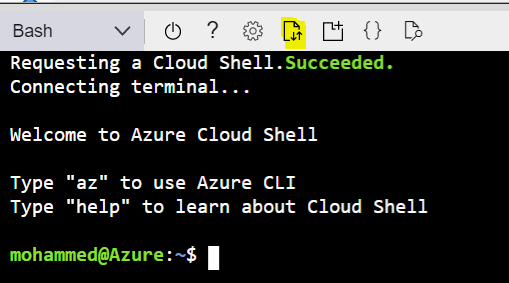 Bash
Requesting a Cloud Shell.Succeeded.
Connecting terminal...
Welcome to Azure Cloud Shell
Type "az" to use Azure CLI
Type "help" to learn about Cloud Shell
mohammed@Azure:~$